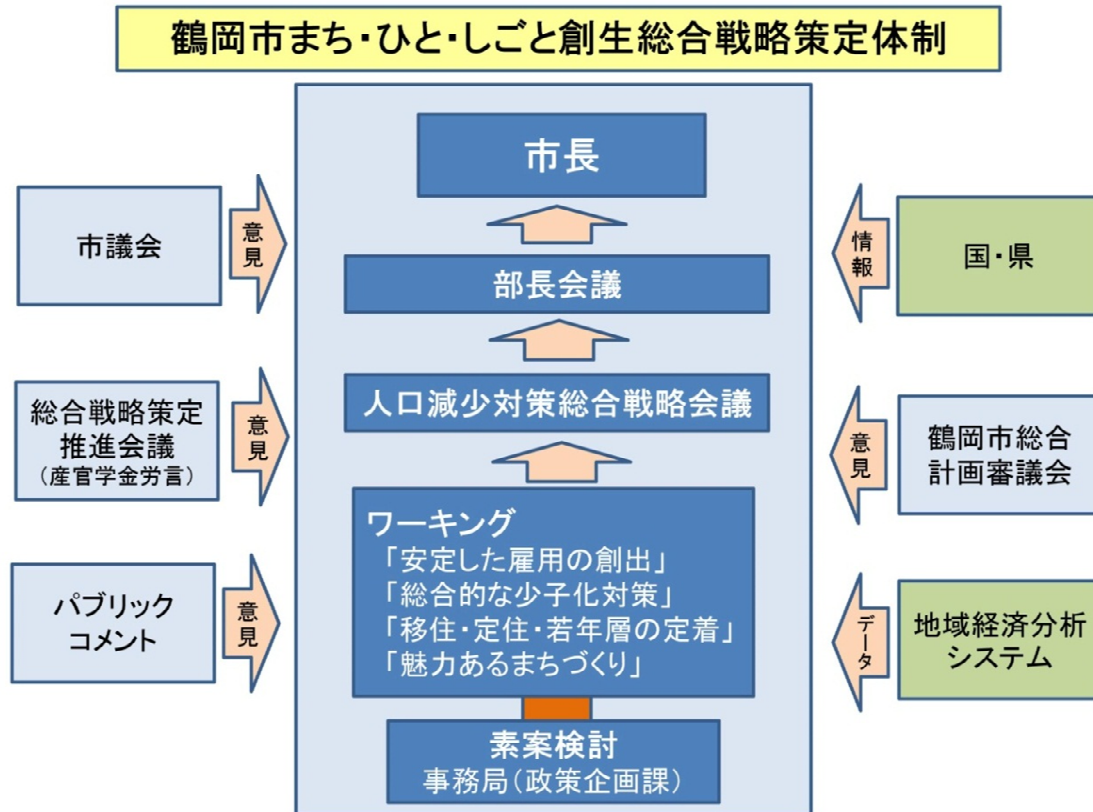 鶴岡市まち・ひと・しごと創生総合戦略策定体制
市長
市議会
意見
部長会議
情報
国・県
総合戦略策定
推進会議
(産官学金労言)
意見
人口減少対策総合戦略会議
意見
鶴岡市総合
計画審議会
パブリック
コメント
意見
ワーキング
「安定した雇用の創出」
「総合的な少子化対策」
「移住・定住・若年層の定着」
「魅力あるまちづくり」
データ
地域経済分析
システム
素案検討
事務局(政策企画課)